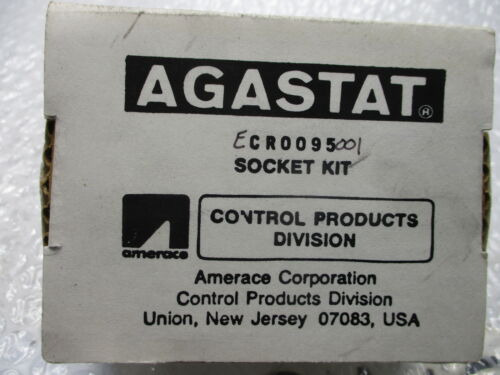 AGASTAT®
ECR0095001
SOCKET KIT
amerace
CONTROL PRODUCTS
DIVISION
Amerace Corporation
Control Products Division
Union, New Jersey 07083, USA